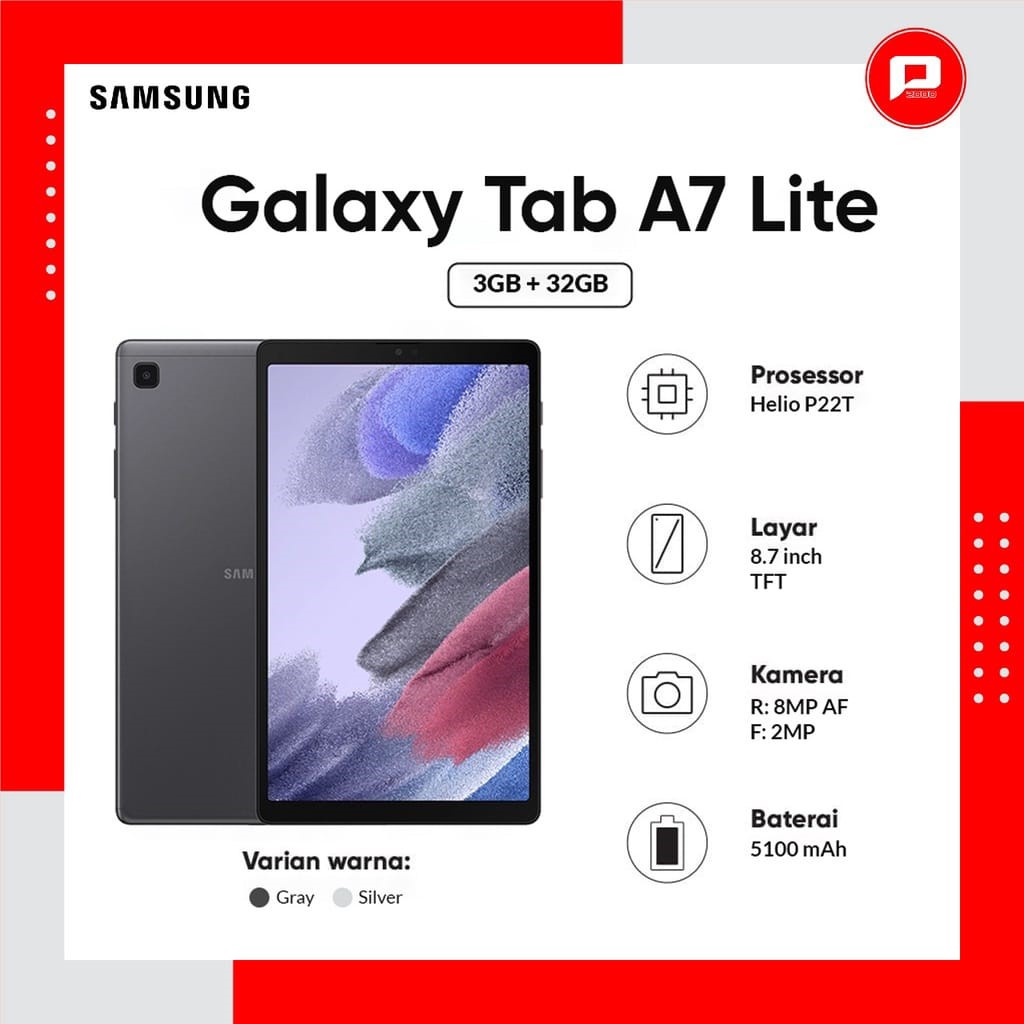 SAMSUNG
P
2000
Galaxy Tab A7 Lite
3GB + 32GB
SAM
Prosessor
Helio P22T
Layar
8.7 inch
TFT
Kamera
R: 8MP AF
F: 2MP
Baterai
5100 mAh
Varian warna:
Gray Silver